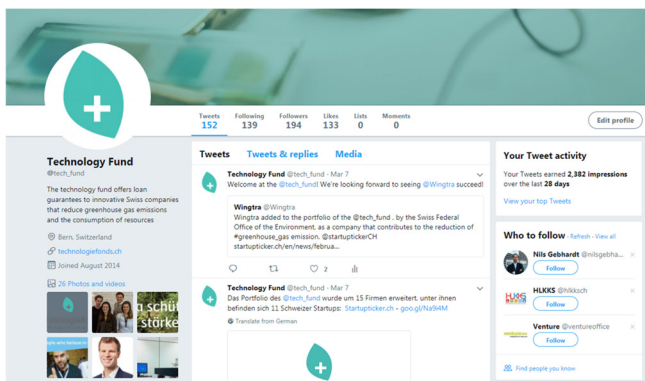 Tweets
152
Following
139
Followers
194
Likes
133
Lists
0
Moments
0
Edit profile
Technology Fund
@tech_fund
The technology fund offers loan
guarantees to innovative Swiss companies
that reduce greenhouse gas emissions
and the consumption of resources
Bern, Switzerland
technologiefonds.ch
Joined August 2014
26 Photos and videos
Tweets Tweets & replies Media
Technology Fund @tech_fund · Mar 7
Welcome at the @tech_fund! We're looking forward to seeing @Wingtra succeed!
Wingtra @Wingtra
Wingtra added to the portfolio of the @tech_fund . by the Swiss Federal
Office of the Environment, as a company that contributes to the reduction of
#greenhouse_gas emission. @startuptickerCH
startupticker.ch/en/news/februa...
2
Technology Fund @tech_fund · Mar 7
Das Portfolio des @tech_fund wurde um 15 Firmen erweitert, unter ihnen
befinden sich 11 Schweizer Startups: Startupticker.ch - goo.gl/Na9i4M
Translate from German
Your Tweet activity
Your Tweets earned 2,382 impressions
over the last 28 days
View your top Tweets
Who to follow · Refresh · View all
Nils Gebhardt @nilsgebha...
Follow
HLKKS @hlkksch
Follow
Venture @ventureoffice
Follow
Find people you know